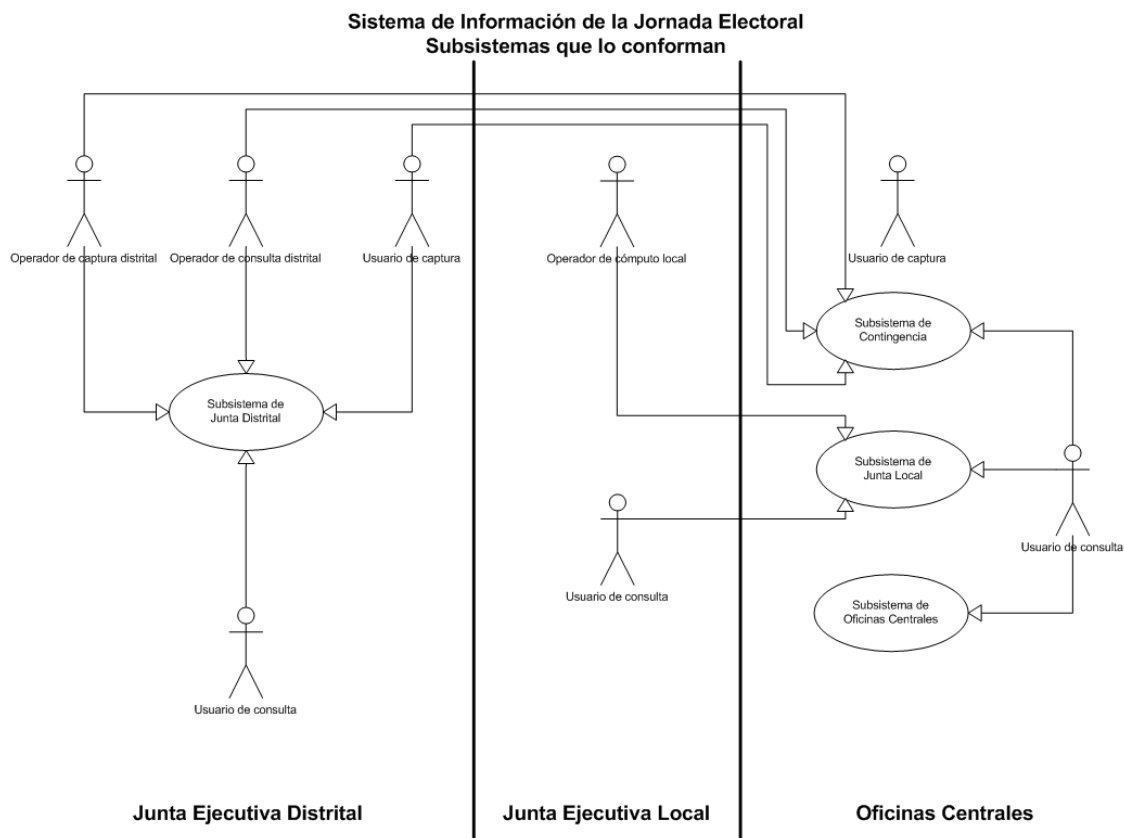 Sistema de Información de la Jornada Electoral
Subsistemas que lo conforman
Operador de captura distrital
Operador de consulta distrital
Usuario de captura
Operador de cómputo local
Usuario de captura
Subsistema de
Contingencia
Subsistema de
Junta Distrital
Subsistema de
Junta Local
Usuario de consulta
Usuario de consulta
Subsistema de
Oficinas Centrales
Usuario de consulta
Junta Ejecutiva Distrital
Junta Ejecutiva Local
Oficinas Centrales